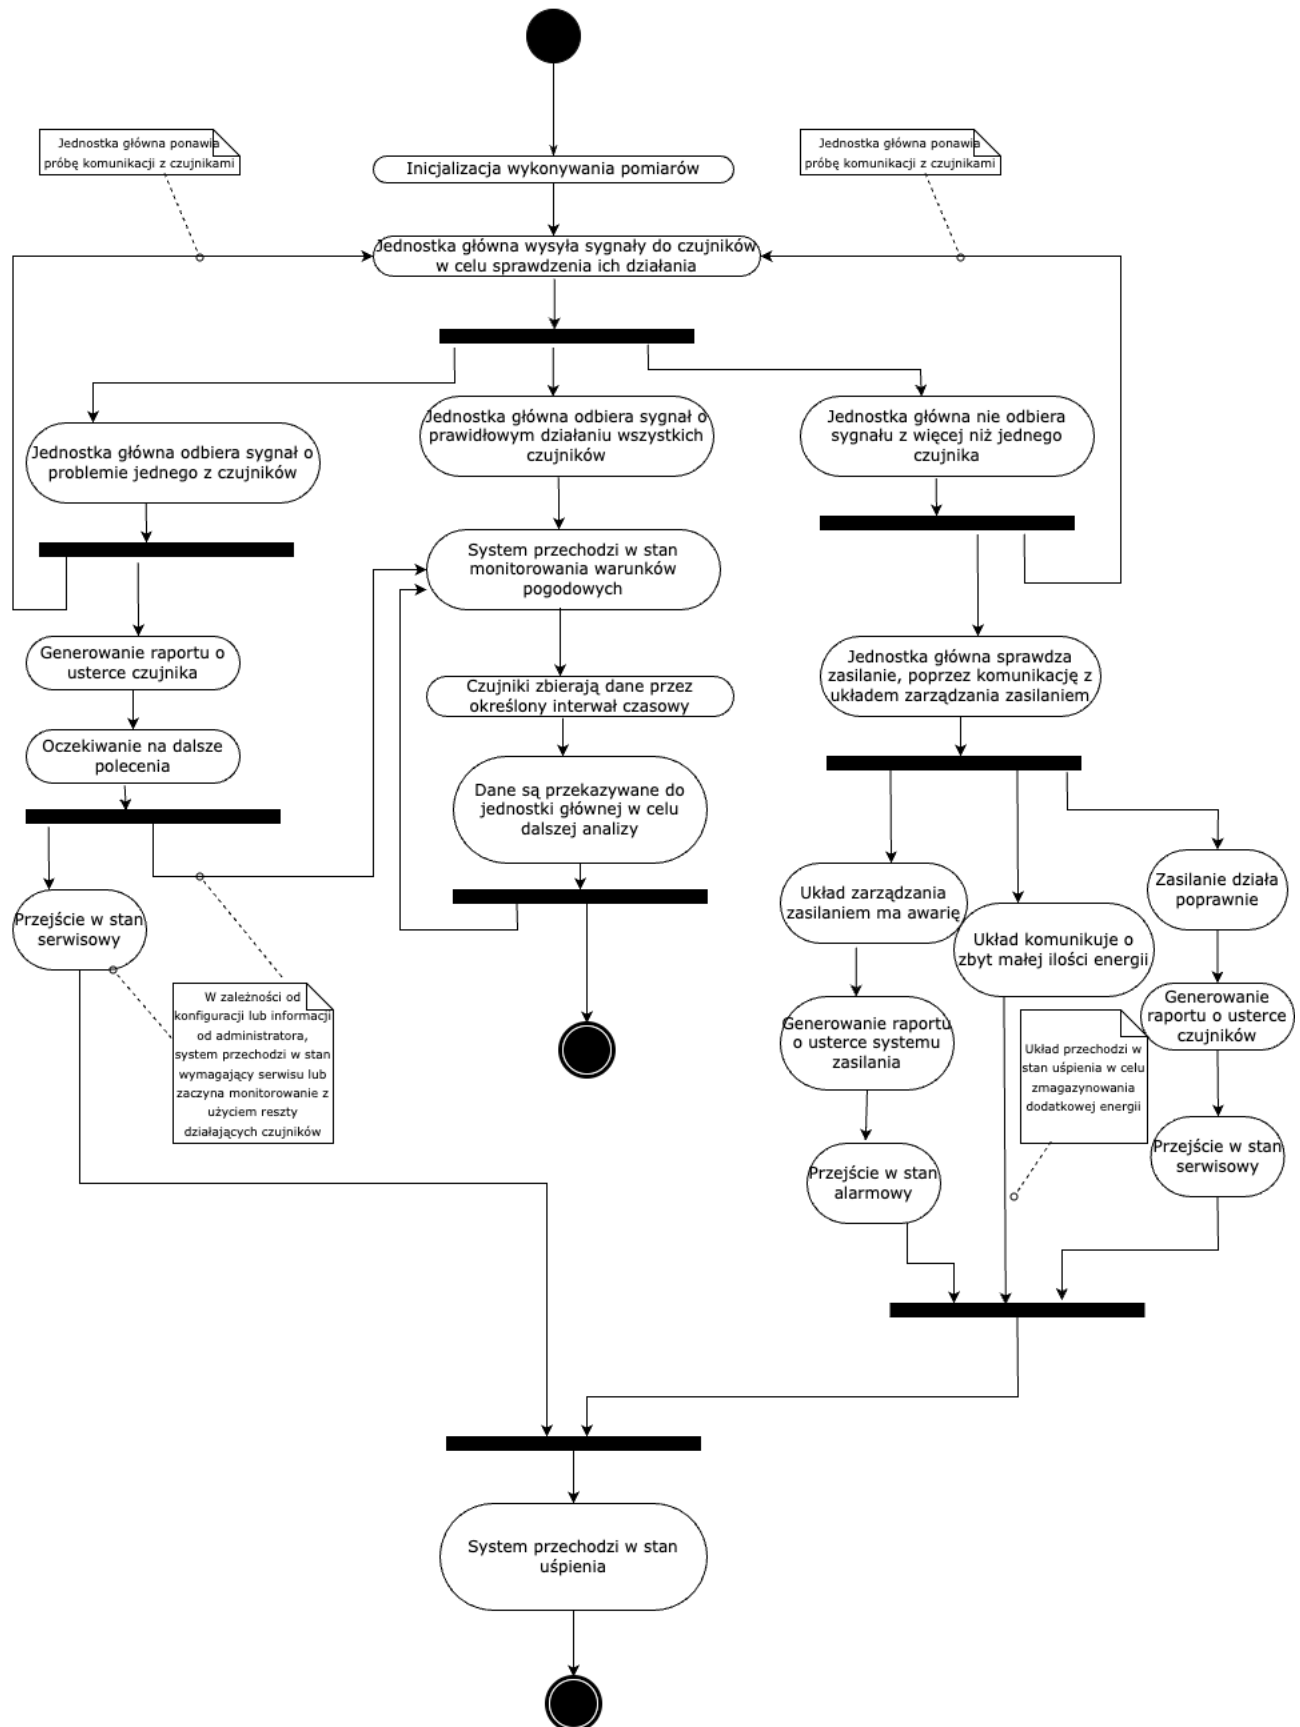 Jednostka główna ponawia
próbę komunikacji z czujnikami
Jednostka główna ponawia
próbę komunikacji z czujnikami
Inicjalizacja wykonywania pomiarów
Jednostka główna wysyła sygnały do czujników
w celu sprawdzenia ich działania
Jednostka główna odbiera sygnał o
problemie jednego z czujników
Jednostka główna odbiera sygnał o
prawidłowym działaniu wszystkich
czujników
Jednostka główna nie odbiera
sygnału z więcej niż jednego
czujnika
System przechodzi w stan
monitorowania warunków
pogodowych
Generowanie raportu o
usterce czujnika
Jednostka główna sprawdza
zasilanie, poprzez komunikację z
układem zarządzania zasilaniem
Czujniki zbierają dane przez
określony interwał czasowy
Oczekiwanie na dalsze
polecenia
Dane są przekazywane do
jednostki głównej w celu
dalszej analizy
Przejście w stan
serwisowy
Układ zarządzania
zasilaniem ma awarię
Układ komunikuje o
zbyt małej ilości energii
Zasilanie działa
poprawnie
W zależności od
konfiguracji lub informacji
od administratora,
system przechodzi w stan
wymagający serwisu lub
zaczyna monitorowanie z
użyciem reszty
działających czujników
Generowanie raportu
o usterce systemu
zasilania
Układ przechodzi w
stan uśpienia w celu
zmagazynowania
dodatkowej energii
Generowanie
raportu o usterce
czujników
Przejście w stan
alarmowy
Przejście w stan
serwisowy
System przechodzi w stan
uśpienia